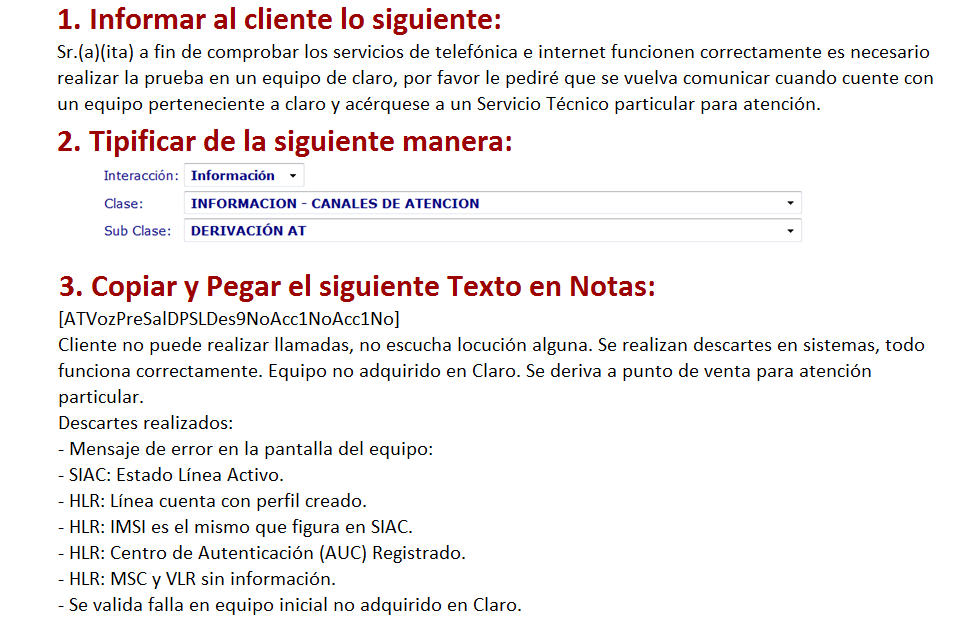 1. Informar al cliente lo siguiente:
Sr.(a)(ita) a fin de comprobar los servicios de telefónica e internet funcionen correctamente es necesario
realizar la prueba en un equipo de claro, por favor le pediré que se vuelva comunicar cuando cuente con
un equipo perteneciente a claro y acérquese a un Servicio Técnico particular para atención.
2. Tipificar de la siguiente manera:
Interacción: Información
Clase: INFORMACION - CANALES DE ATENCION
Sub Clase: DERIVACIÓN AT
3. Copiar y Pegar el siguiente Texto en Notas:
[ATVozPreSalDPSLDes9NoAcc1NoAcc1No]
Cliente no puede realizar llamadas, no escucha locución alguna. Se realizan descartes en sistemas, todo
funciona correctamente. Equipo no adquirido en Claro. Se deriva a punto de venta para atención
particular.
Descartes realizados:
- Mensaje de error en la pantalla del equipo:
- SIAC: Estado Línea Activo.
- HLR: Línea cuenta con perfil creado.
- HLR: IMSI es el mismo que figura en SIAC.
- HLR: Centro de Autenticación (AUC) Registrado.
- HLR: MSC y VLR sin información.
- Se valida falla en equipo inicial no adquirido en Claro.